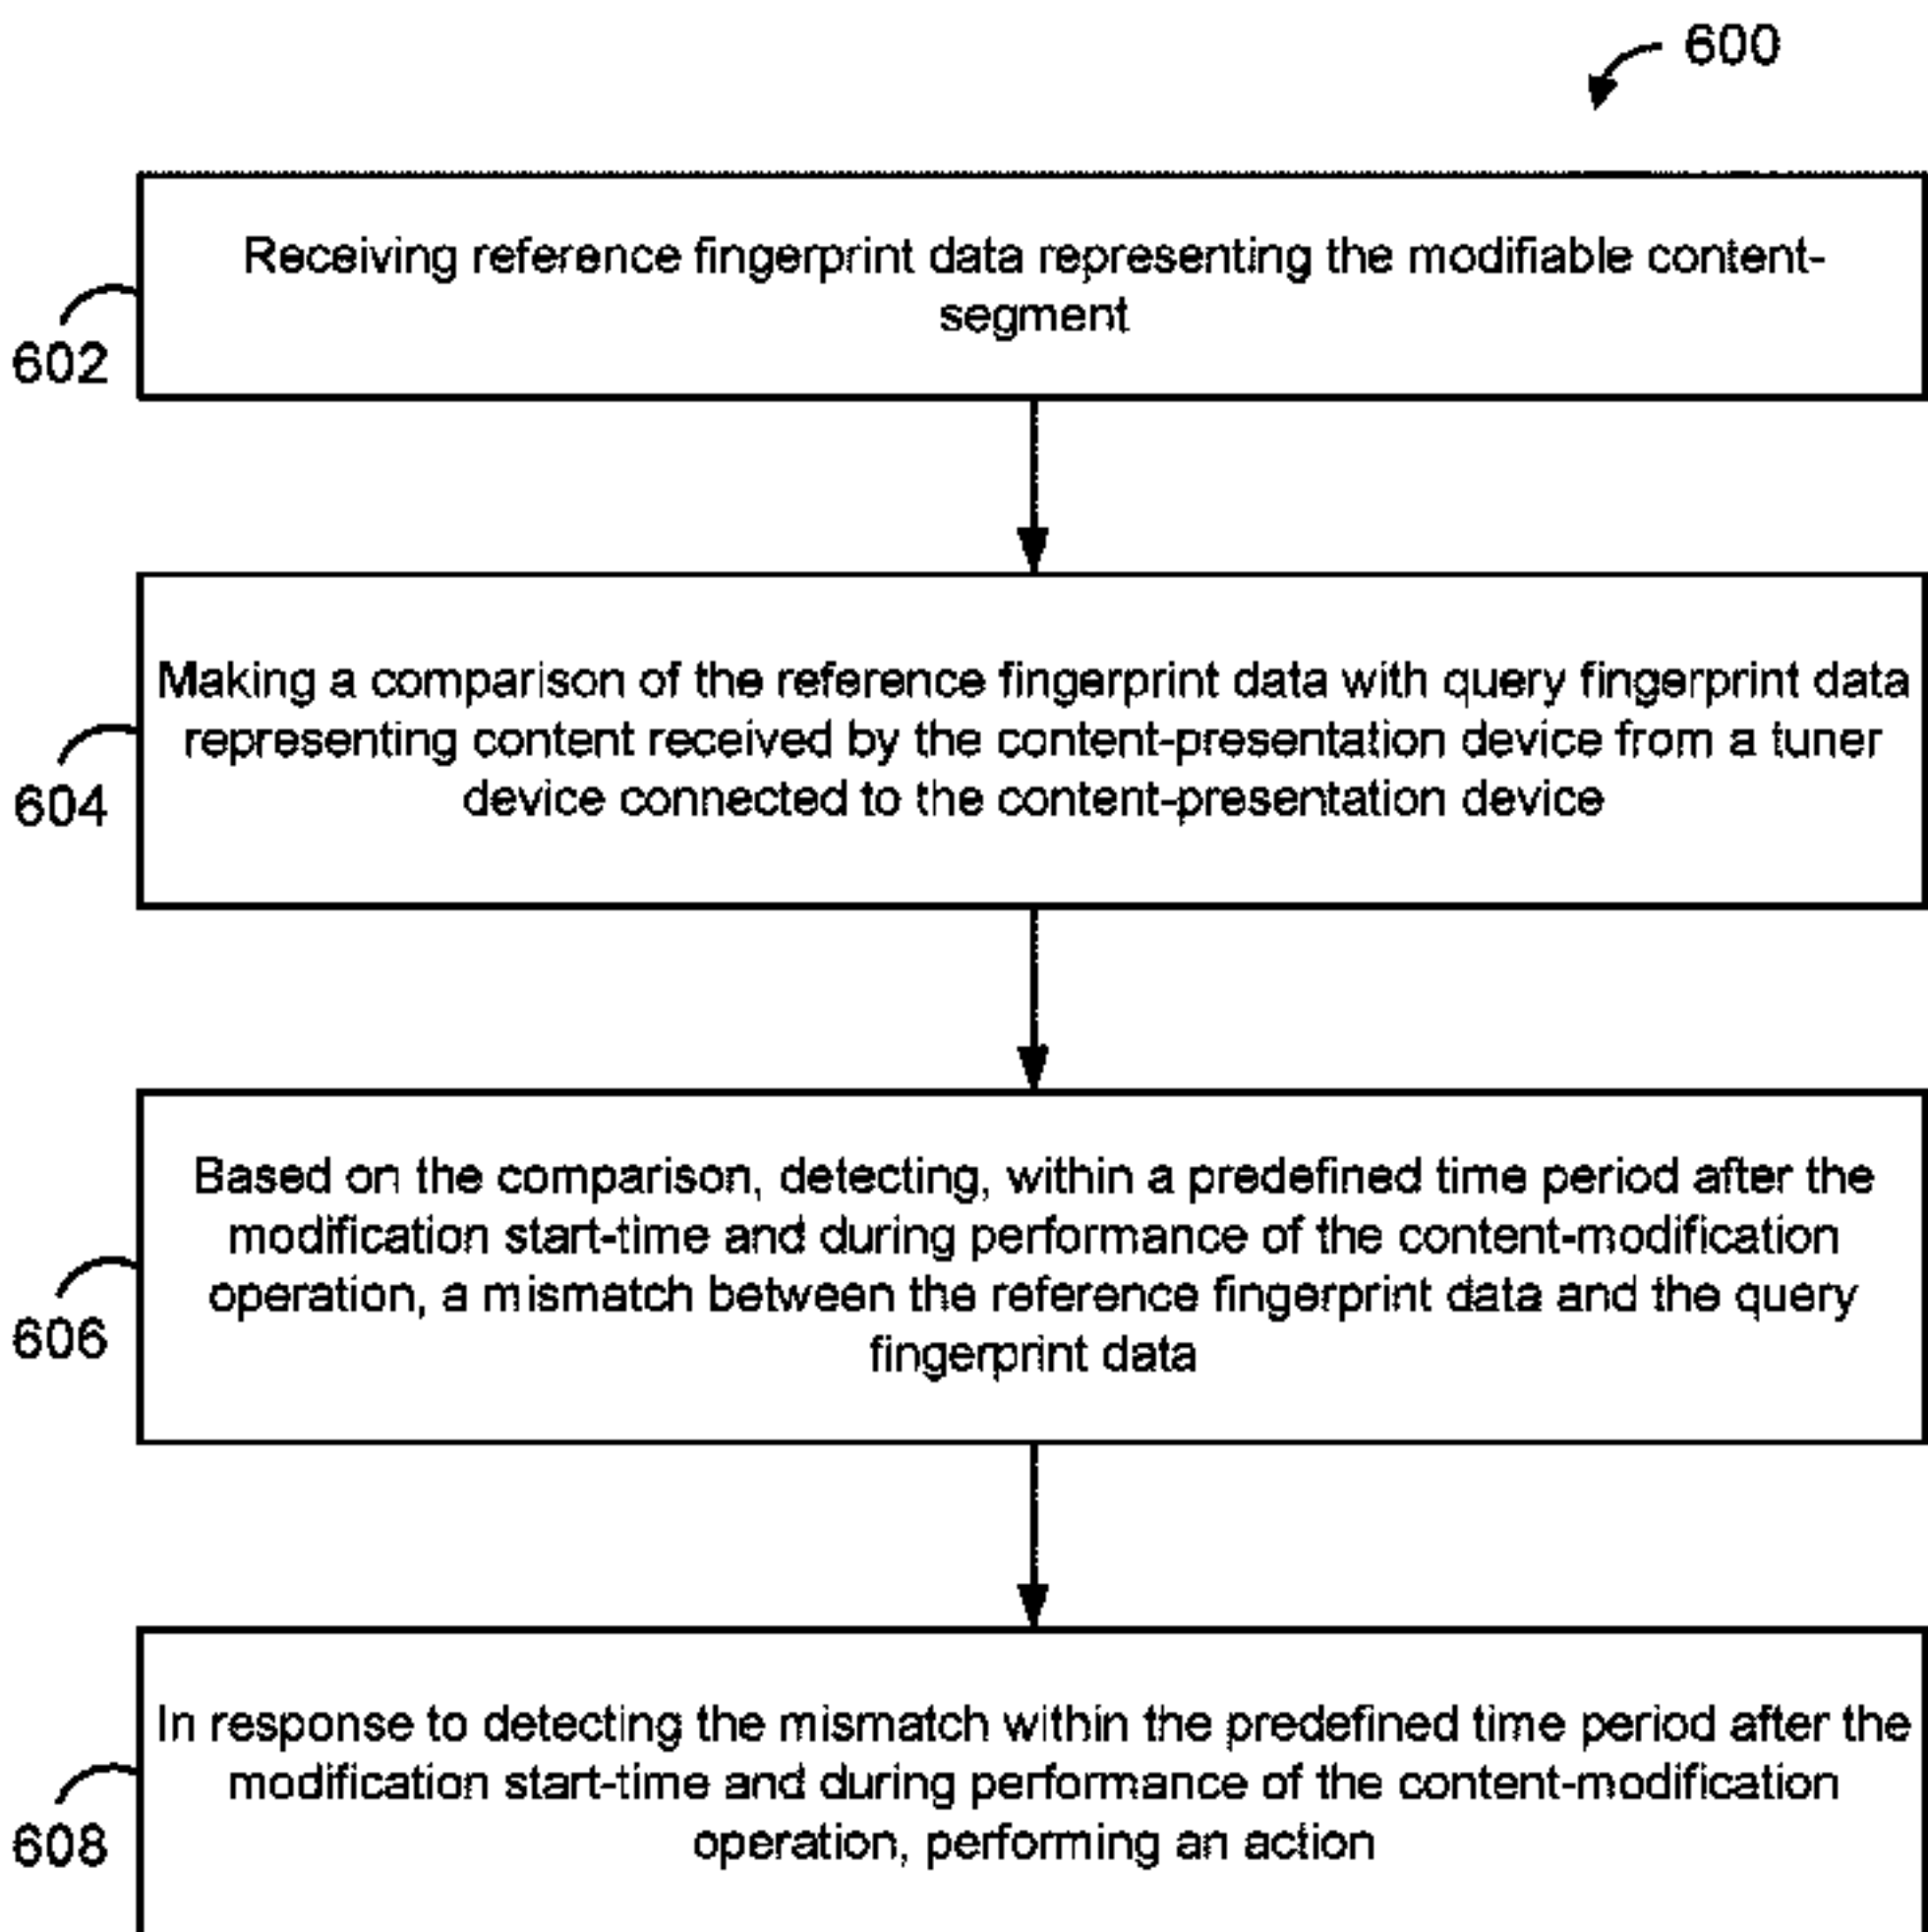 600
Receiving reference fingerprint data representing the modifiable content-
segment
602
Making a comparison of the reference fingerprint data with query fingerprint data
representing content received by the content-presentation device from a tuner
device connected to the content-presentation device
604
Based on the comparison, detecting, within a predefined time period after the
modification start-time and during performance of the content-modification
operation, a mismatch between the reference fingerprint data and the query
fingerprint data
606
In response to detecting the mismatch within the predefined time period after the
modification start-time and during performance of the content-modification
operation, performing an action
608